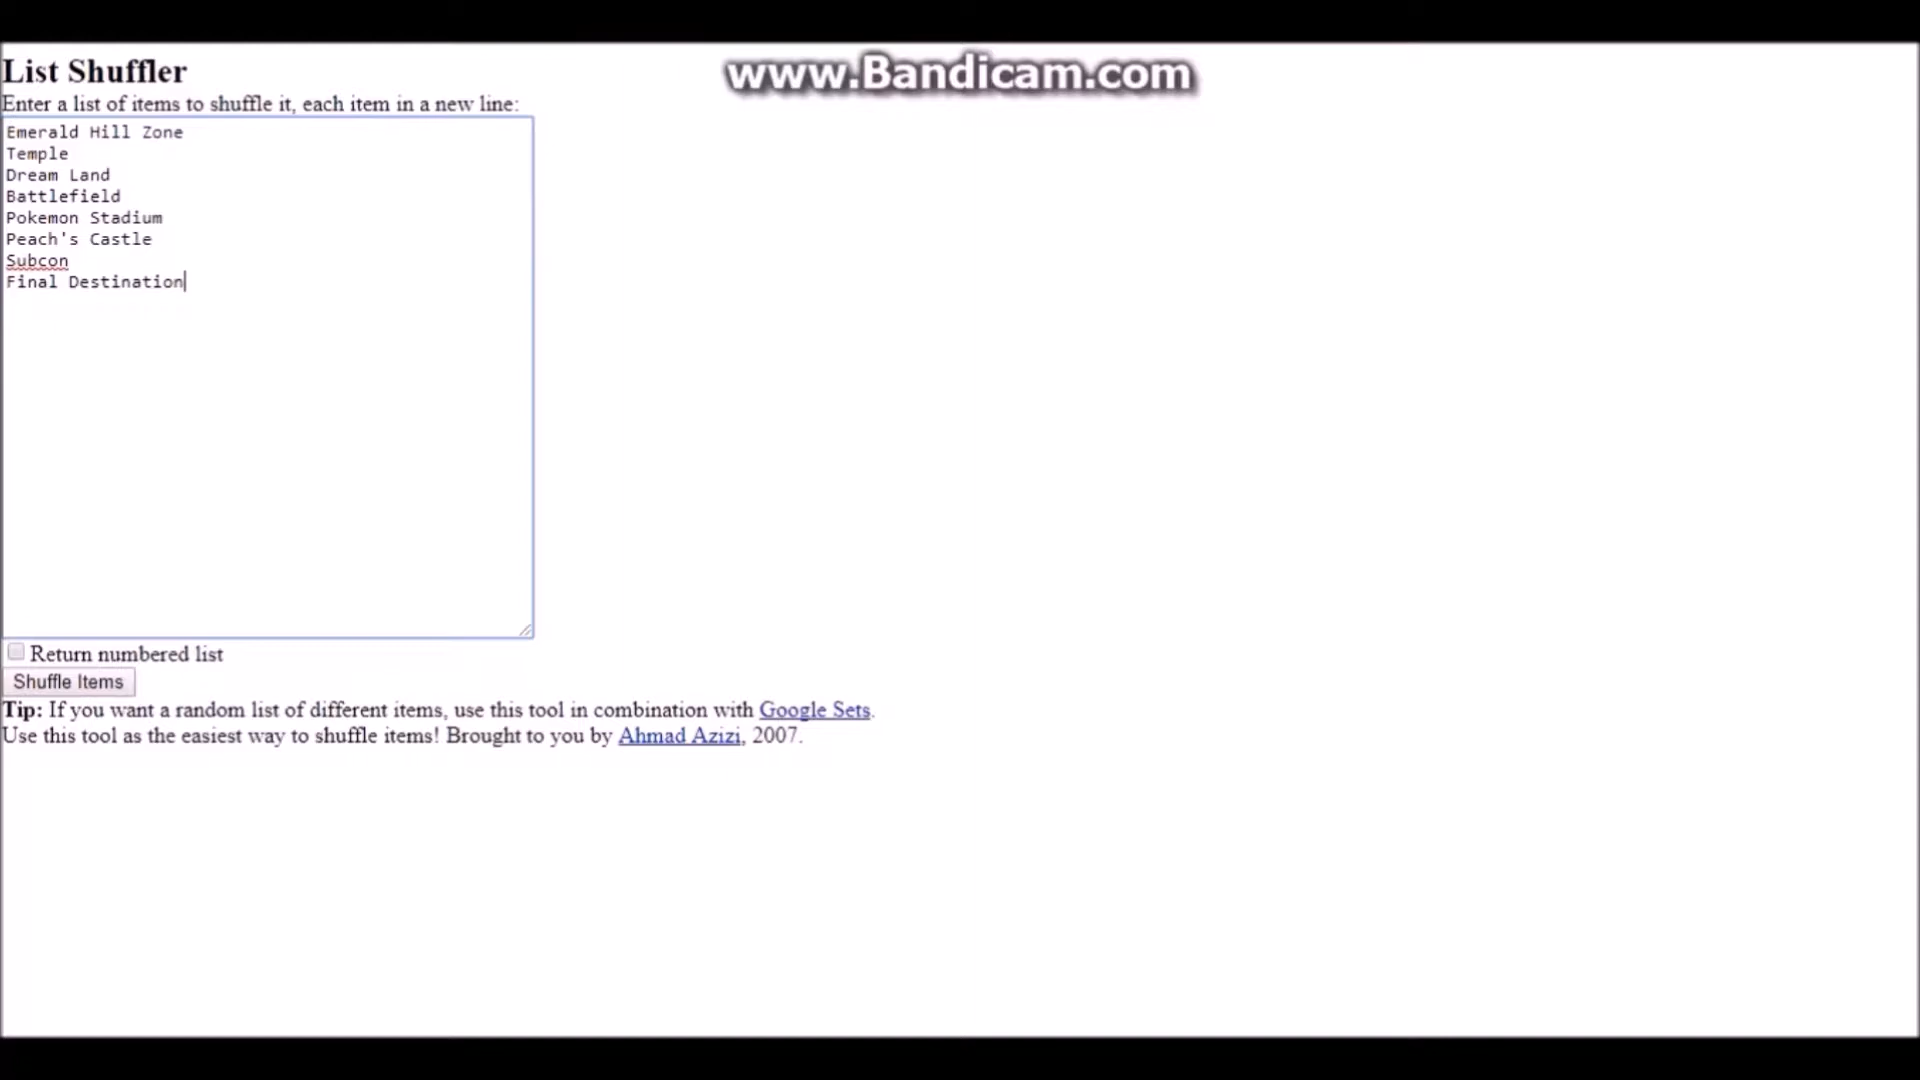 www.Bandicam.com
List Shuffler
Enter a list of items to shuffle it, each item in a new line:
Emerald Hill Zone
Temple
Dream Land
Battlefield
Pokemon Stadium
Peach's Castle
Subcon
Final Destination
Return numbered list
Shuffle Items
Tip: If you want a random list of different items, use this tool in combination with Google Sets.
Use this tool as the easiest way to shuffle items! Brought to you by Ahmad Azizi, 2007.